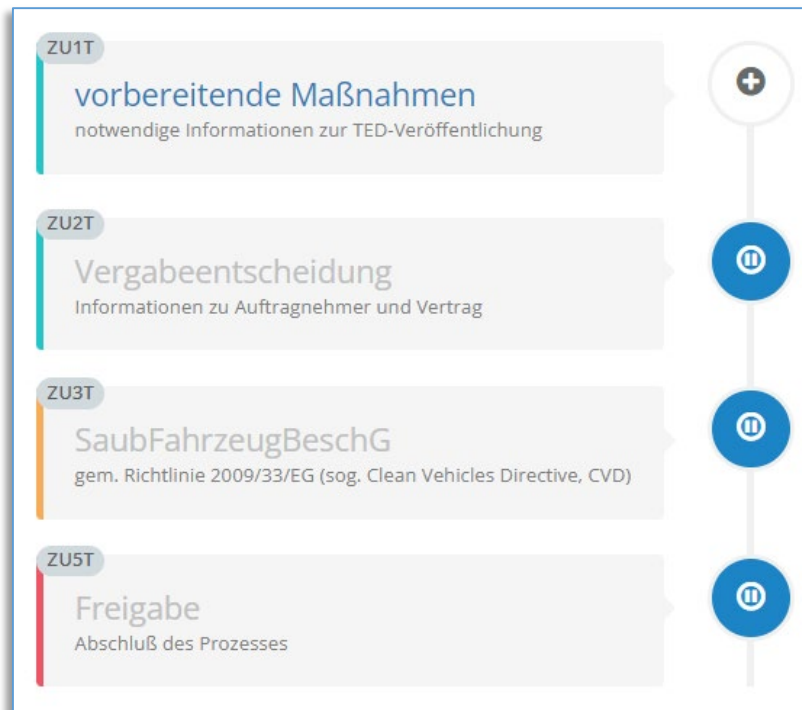 ZU1T
vorbereitende Maßnahmen
notwendige Informationen zur TED-Veröffentlichung
ZU2T
Vergabeentscheidung
Informationen zu Auftragnehmer und Vertrag
ZU3T
SaubFahrzeugBeschG
gem. Richtlinie 2009/33/EG (sog. Clean Vehicles Directive, CVD)
ZU5T
Freigabe
Abschluß des Prozesses